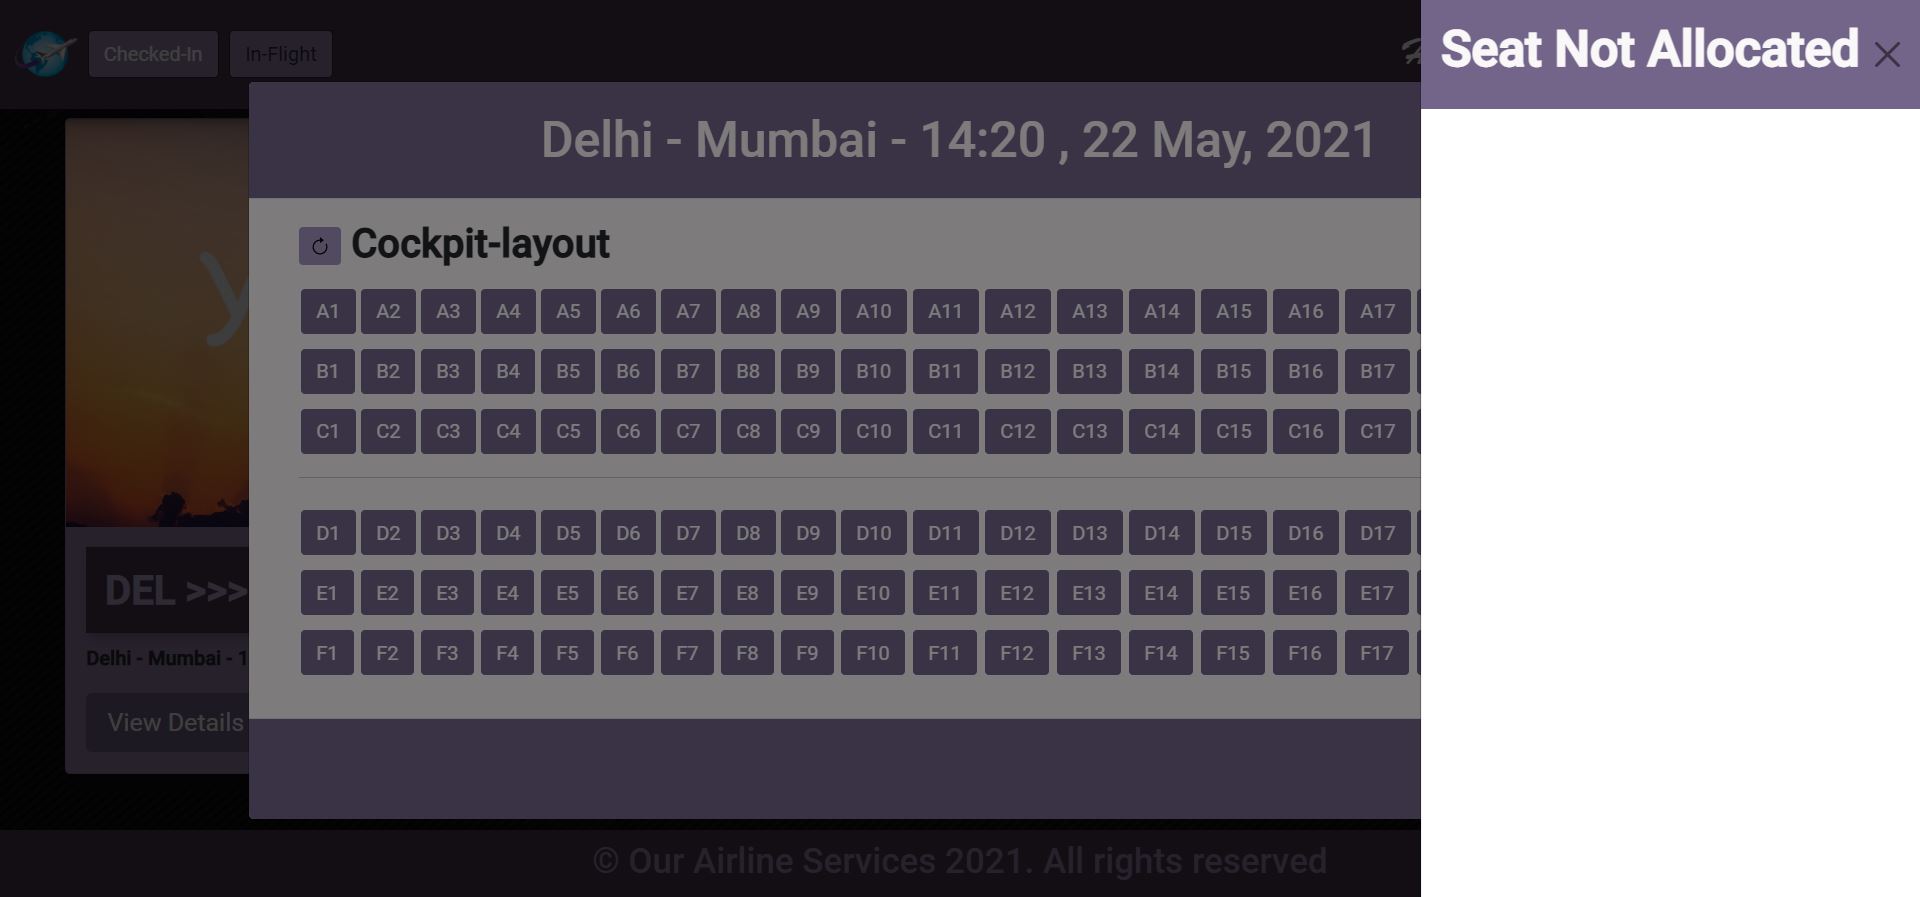 Checked-In In-Flight
Seat Not Allocated
Delhi - Mumbai - 14:20 , 22 May, 2021
Cockpit-layout
A1 A2 A3 A4 A5 A6 A7 A8 A9 A10 A11 A12 A13 A14 A15 A16 A17
B1 B2 B3 B4 B5 B6 B7 B8 B9 B10 B11 B12 B13 B14 B15 B16 B17
C1 C2 C3 C4 C5 C6 C7 C8 C9 C10 C11 C12 C13 C14 C15 C16 C17
D1 D2 D3 D4 D5 D6 D7 D8 D9 D10 D11 D12 D13 D14 D15 D16 D17
E1 E2 E3 E4 E5 E6 E7 E8 E9 E10 E11 E12 E13 E14 E15 E16 E17
F1 F2 F3 F4 F5 F6 F7 F8 F9 F10 F11 F12 F13 F14 F15 F16 F17
DEL >>>
Delhi - Mumbai - 1
View Details
© Our Airline Services 2021. All rights reserved